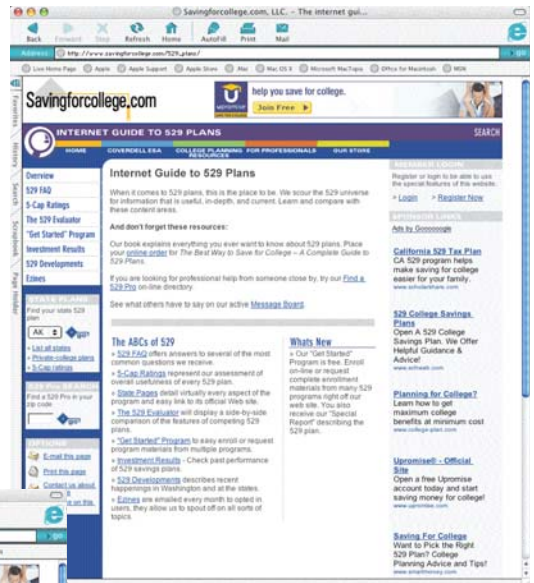 Savingforcollege.com, LLC. – The internet gui...
Back Forward Stop Refresh Home AutoFill Print Mail
Address http://www.savingforcollege.com/529_plans/ go
Live Home Page Apple Apple Support Apple Store .Mac Mac OS X Microsoft MacTopia Office for Macintosh MSN
Favorites
History
Search
Scrapbook
Page Holder
Savingforcollege.com
help you save for college.
Join Free
INTERNET GUIDE TO 529 PLANS SEARCH
HOME COVERDELL ESA COLLEGE PLANNING RESOURCES FOR PROFESSIONALS OUR STORE
Overview
529 FAQ
5-Cap Ratings
The 529 Evaluator
"Get Started" Program
Investment Results
529 Developments
Ezines
STATE PLANS
Find your state 529
plan
AK
» List all states
» Private-college plans
» 5-Cap ratings
529 Pro SEARCH
Find a 529 Pro in your
zip code
OPTIONS
E-mail this page
Print this page
Contact us about
Internet Guide to 529 Plans
When it comes to 529 plans, this is the place to be. We scour the 529 universe
for information that is useful, in-depth, and current. Learn and compare with
these content areas.
And don't forget these resources:
Our book explains everything you ever want to know about 529 plans. Place
your online order for The Best Way to Save for College – A Complete Guide to
529 Plans.
If you are looking for professional help from someone close by, try our Find a
529 Pro on-line directory.
See what others have to say on our active Message Board.
The ABCs of 529
» 529 FAQ offers answers to several of the most
common questions we receive.
» 5-Cap Ratings represent our assessment of
overall usefulness of every 529 plan.
» State Pages detail virtually every aspect of the
program and easy link to its official Web site.
» The 529 Evaluator will display a side-by-side
comparison of the features of competing 529
plans.
» "Get Started" Program to easy enroll or request
program materials from multiple programs.
» Investment Results - Check past performance
of 529 savings plans.
» 529 Developments describes recent
happenings in Washington and at the states.
» Ezines are emailed every month to opted in
users, they allow us to spout off on all sorts of
topics.
Whats New
» Our "Get Started"
Program is free. Enroll
on-line or request
complete enrollment
materials from many 529
programs right off our
web site. You also
receive our "Special
Report" describing the
529 plan.
MEMBER LOGIN
Register or login to be able to use
the special features of this website.
» Login » Register Now
SPONSOR LINKS
Ads by Goooooogle
California 529 Tax Plan
CA 529 program helps
make saving for college
easier for your family.
www.scholarshare.com
529 College Savings
Plans
Open A 529 College
Savings Plan. We Offer
Helpful Guidance &
Advice!
www.schwab.com
Planning for College?
Learn how to get
maximum college
benefits at minimum cost
www.college-plan.com
Upromise® - Official
Site
Open a free Upromise
account today and start
saving money for college!
www.upromise.com
Saving For College
Want to Pick the Right
529 Plan? College
Planning Advice and Tips!
www.smartmoney.com